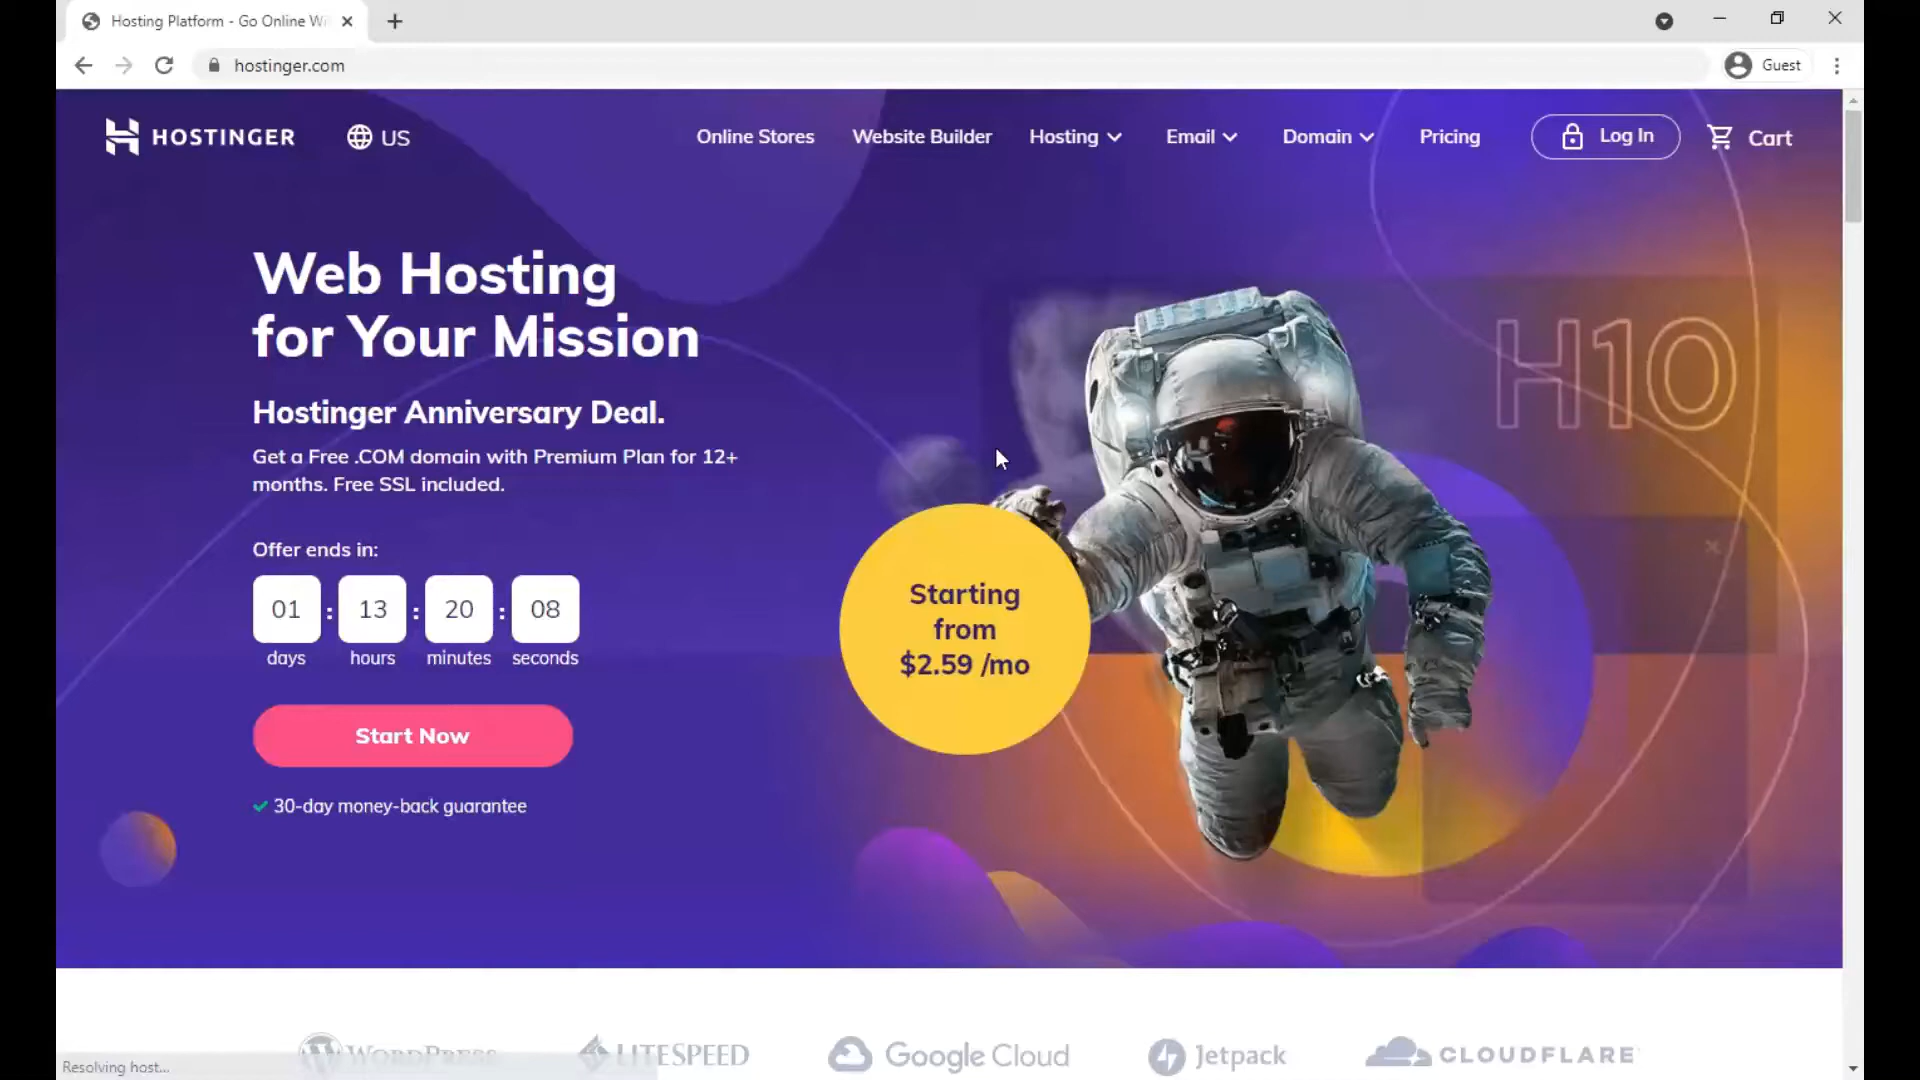 Hosting Platform - Go Online Wi
hostinger.com
Guest
HOSTINGER
US
Online Stores
Website Builder
Hosting
Email
Domain
Pricing
Log In
Cart
Web Hosting
for Your Mission
Hostinger Anniversary Deal.
Get a Free .COM domain with Premium Plan for 12+
months. Free SSL included.
Offer ends in:
01 : 13 : 20 : 08
days hours minutes seconds
Start Now
30-day money-back guarantee
Starting
from
$2.59 /mo
H10
WORDPRESS
LITESPEED
Google Cloud
Jetpack
CLOUDFLARE
Resolving host...